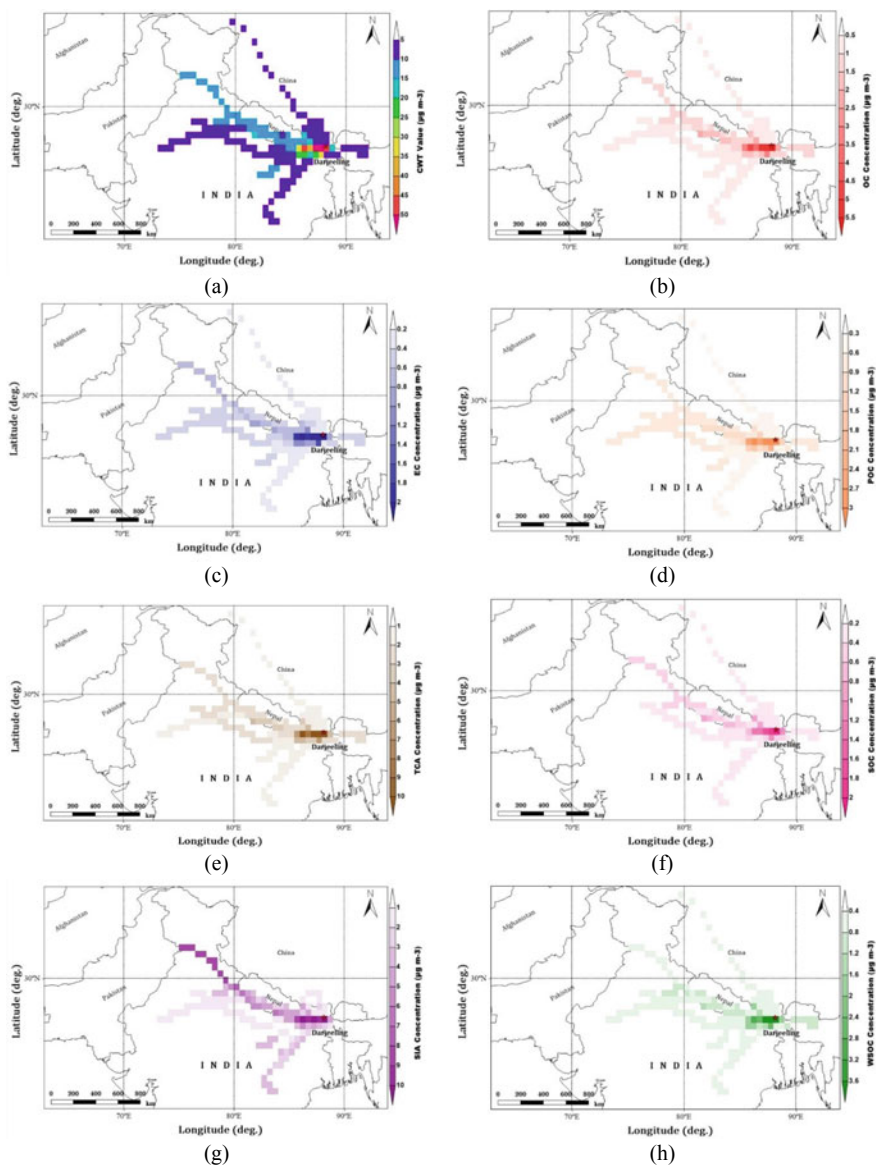 N
Afghanistan
China
Pakistan
Nepal
Darjeeling
I N D I A
30°N
Latitude (deg.)
0 200 400 600 800
km
70°E 80°E 90°E
Longitude (deg.)
5
10
15
20
25
30
35
40
45
50
CWT Value (µg m-3)
(a)
N
Afghanistan
China
Pakistan
Nepal
Darjeeling
I N D I A
30°N
Latitude (deg.)
0 200 400 600 800
km
70°E 80°E 90°E
Longitude (deg.)
0.5
1
1.5
2
2.5
3
3.5
4
4.5
5
5.5
OC Concentration (µg m-3)
(b)
N
Afghanistan
China
Pakistan
Nepal
Darjeeling
I N D I A
30°N
Latitude (deg.)
0 200 400 600 800
km
70°E 80°E 90°E
Longitude (deg.)
0.2
0.4
0.6
0.8
1
1.2
1.4
1.6
1.8
2
EC Concentration (µg m-3)
(c)
N
Afghanistan
China
Pakistan
Nepal
Darjeeling
I N D I A
30°N
Latitude (deg.)
0 200 400 600 800
km
70°E 80°E 90°E
Longitude (deg.)
0.3
0.6
0.9
1.2
1.5
1.8
2.1
2.4
2.7
3
POC Concentration (µg m-3)
(d)
N
Afghanistan
China
Pakistan
Nepal
Darjeeling
I N D I A
30°N
Latitude (deg.)
0 200 400 600 800
km
70°E 80°E 90°E
Longitude (deg.)
1
2
3
4
5
6
7
8
9
10
TCA Concentration (µg m-3)
(e)
N
Afghanistan
China
Pakistan
Nepal
Darjeeling
I N D I A
30°N
Latitude (deg.)
0 200 400 600 800
km
70°E 80°E 90°E
Longitude (deg.)
0.2
0.4
0.6
0.8
1
1.2
1.4
1.6
1.8
2
SOC Concentration (µg m-3)
(f)
N
Afghanistan
China
Pakistan
Nepal
Darjeeling
I N D I A
30°N
Latitude (deg.)
0 200 400 600 800
km
70°E 80°E 90°E
Longitude (deg.)
1
2
3
4
5
6
7
8
9
10
SIA Concentration (µg m-3)
(g)
N
Afghanistan
China
Pakistan
Nepal
Darjeeling
I N D I A
30°N
Latitude (deg.)
0 200 400 600 800
km
70°E 80°E 90°E
Longitude (deg.)
0.4
0.8
1.2
1.6
2
2.4
2.8
3.2
3.6
WSOC Concentration (µg m-3)
(h)